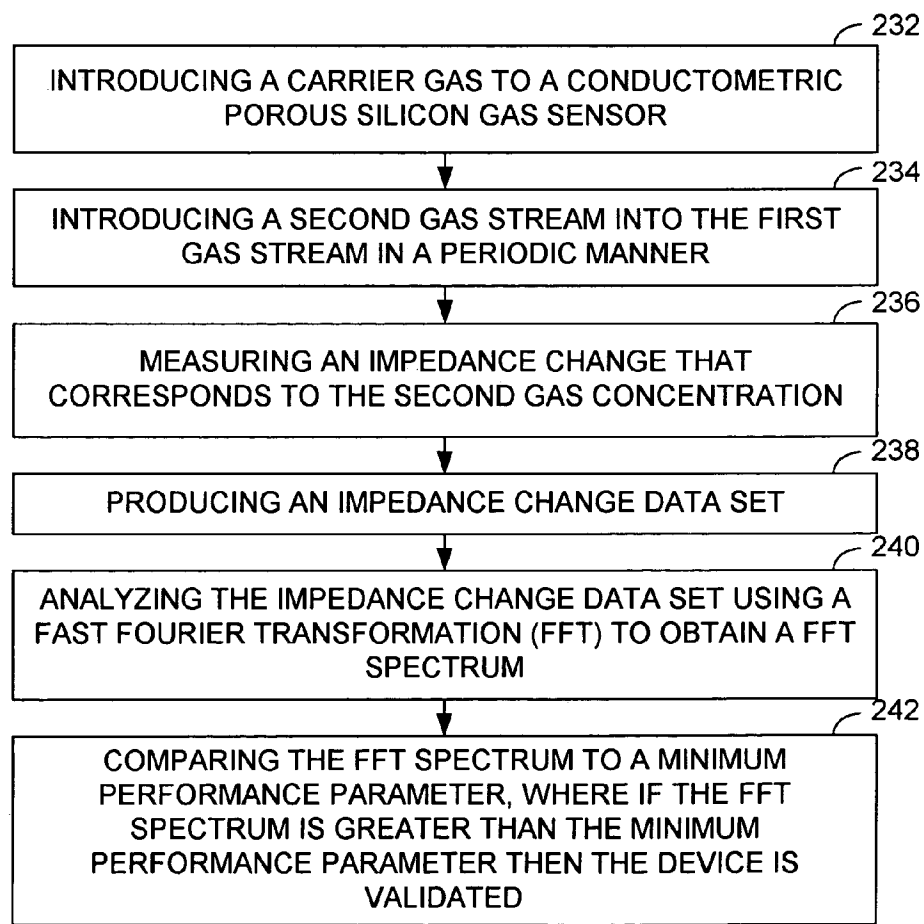 232
INTRODUCING A CARRIER GAS TO A CONDUCTOMETRIC
POROUS SILICON GAS SENSOR
234
INTRODUCING A SECOND GAS STREAM INTO THE FIRST
GAS STREAM IN A PERIODIC MANNER
236
MEASURING AN IMPEDANCE CHANGE THAT
CORRESPONDS TO THE SECOND GAS CONCENTRATION
238
PRODUCING AN IMPEDANCE CHANGE DATA SET
240
ANALYZING THE IMPEDANCE CHANGE DATA SET USING A
FAST FOURIER TRANSFORMATION (FFT) TO OBTAIN A FFT
SPECTRUM
242
COMPARING THE FFT SPECTRUM TO A MINIMUM
PERFORMANCE PARAMETER, WHERE IF THE FFT
SPECTRUM IS GREATER THAN THE MINIMUM
PERFORMANCE PARAMETER THEN THE DEVICE IS
VALIDATED